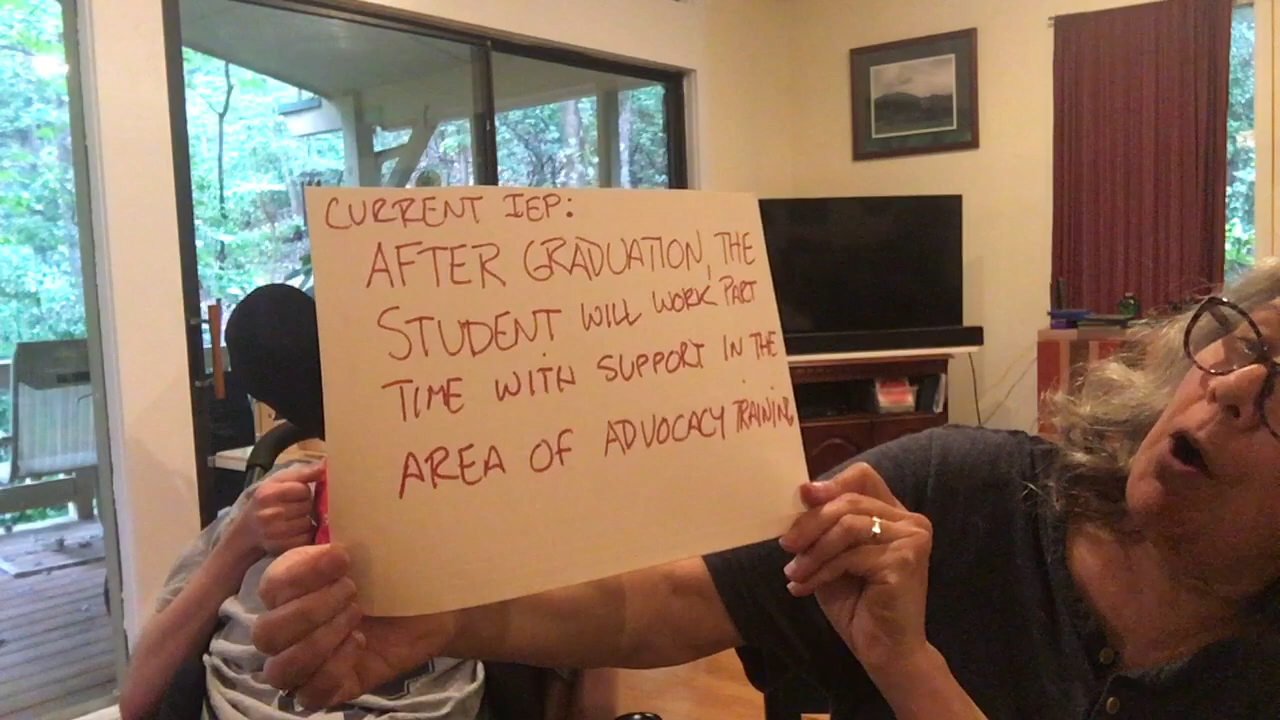 CURRENT IEP:
AFTER GRADUATION, THE
STUDENT WILL WORK PART
TIME WITH SUPPORT IN THE
AREA OF ADVOCACY TRAINING